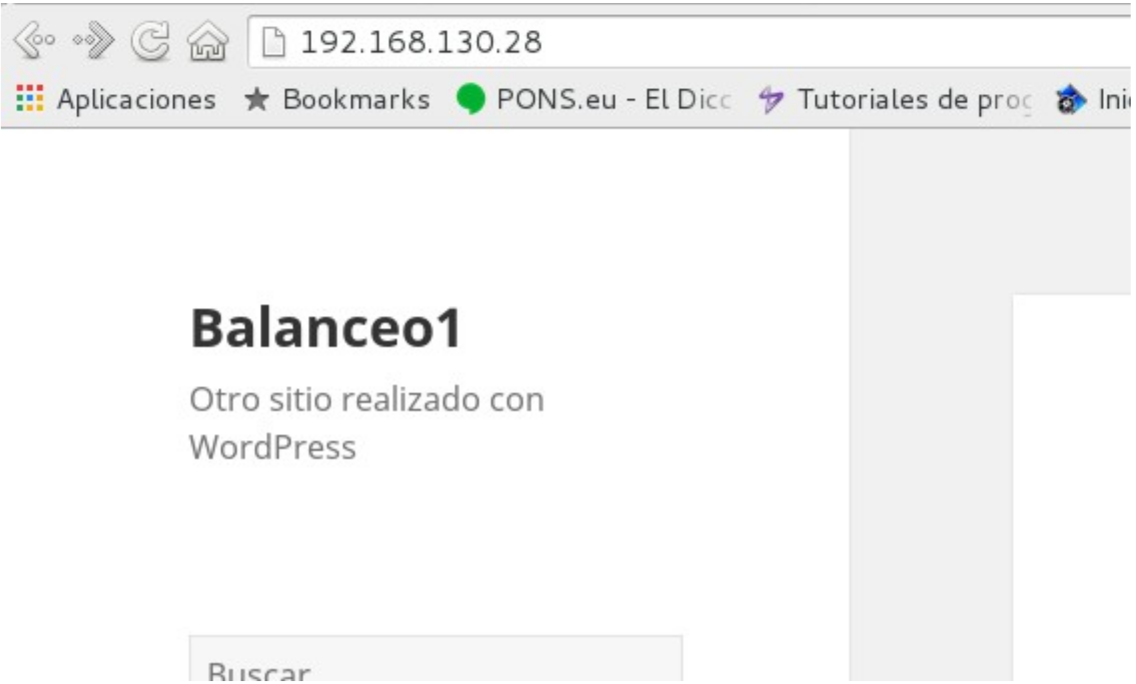 192.168.130.28
Aplicaciones Bookmarks PONS.eu - El Dicc Tutoriales de prog Ini
Balanceo1
Otro sitio realizado con
WordPress
Buscar